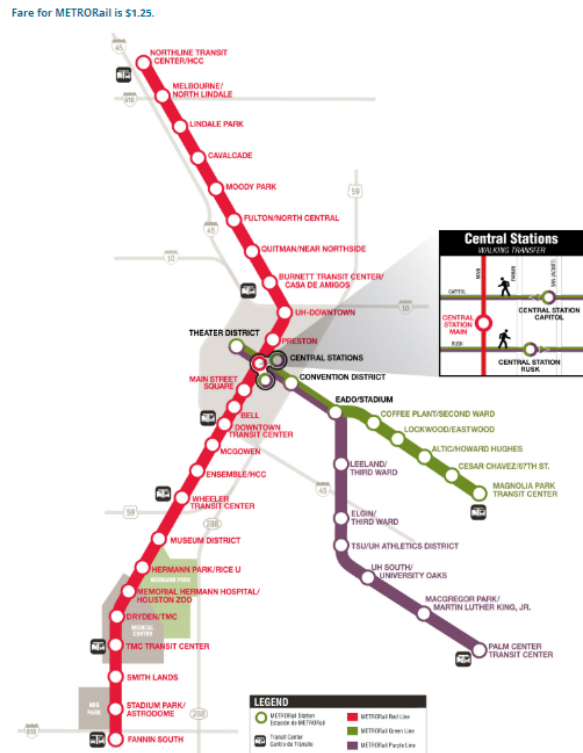 Fare for METRORail is $1.25.
45
NORTHLINE TRANSIT
CENTER/HCC
MELBOURNE/
NORTH LINDALE
610
LINDALE PARK
CAVALCADE
MOODY PARK
59
FULTON/NORTH CENTRAL
45
QUITMAN/NEAR NORTHSIDE
10
BURNETT TRANSIT CENTER/
CASA DE AMIGOS
10
UH-DOWNTOWN
THEATER DISTRICT
PRESTON
CENTRAL STATIONS
CONVENTION DISTRICT
MAIN STREET
SQUARE
BELL
DOWNTOWN
TRANSIT CENTER
MCGOWEN
ENSEMBLE/HCC
WHEELER
TRANSIT CENTER
59
288
45
MUSEUM DISTRICT
HERMANN PARK/RICE U
HERMANN PARK
MEMORIAL HERMANN HOSPITAL/
HOUSTON ZOO
DRYDEN/TMC
MEDICAL
CENTER
TMC TRANSIT CENTER
SMITH LANDS
NRG
PARK
STADIUM PARK/
ASTRODOME
288
610
FANNIN SOUTH
EADO/STADIUM
COFFEE PLANT/SECOND WARD
LOCKWOOD/EASTWOOD
ALTIC/HOWARD HUGHES
CESAR CHAVEZ/67TH ST.
MAGNOLIA PARK
TRANSIT CENTER
LEELAND/
THIRD WARD
ELGIN/
THIRD WARD
TSU/UH ATHLETICS DISTRICT
UH SOUTH/
UNIVERSITY OAKS
MACGREGOR PARK/
MARTIN LUTHER KING, JR.
PALM CENTER
TRANSIT CENTER
Central Stations
WALKING TRANSFER
MAIN
CAPITOL
CENTRAL STATION
CAPITOL
CENTRAL
STATION
MAIN
RUSK
CENTRAL STATION
RUSK
LEGEND
METRORail Station
Estación de METRORail
Transit Center
Centro de Tránsito
METRORail Red Line
METRORail Green Line
METRORail Purple Line